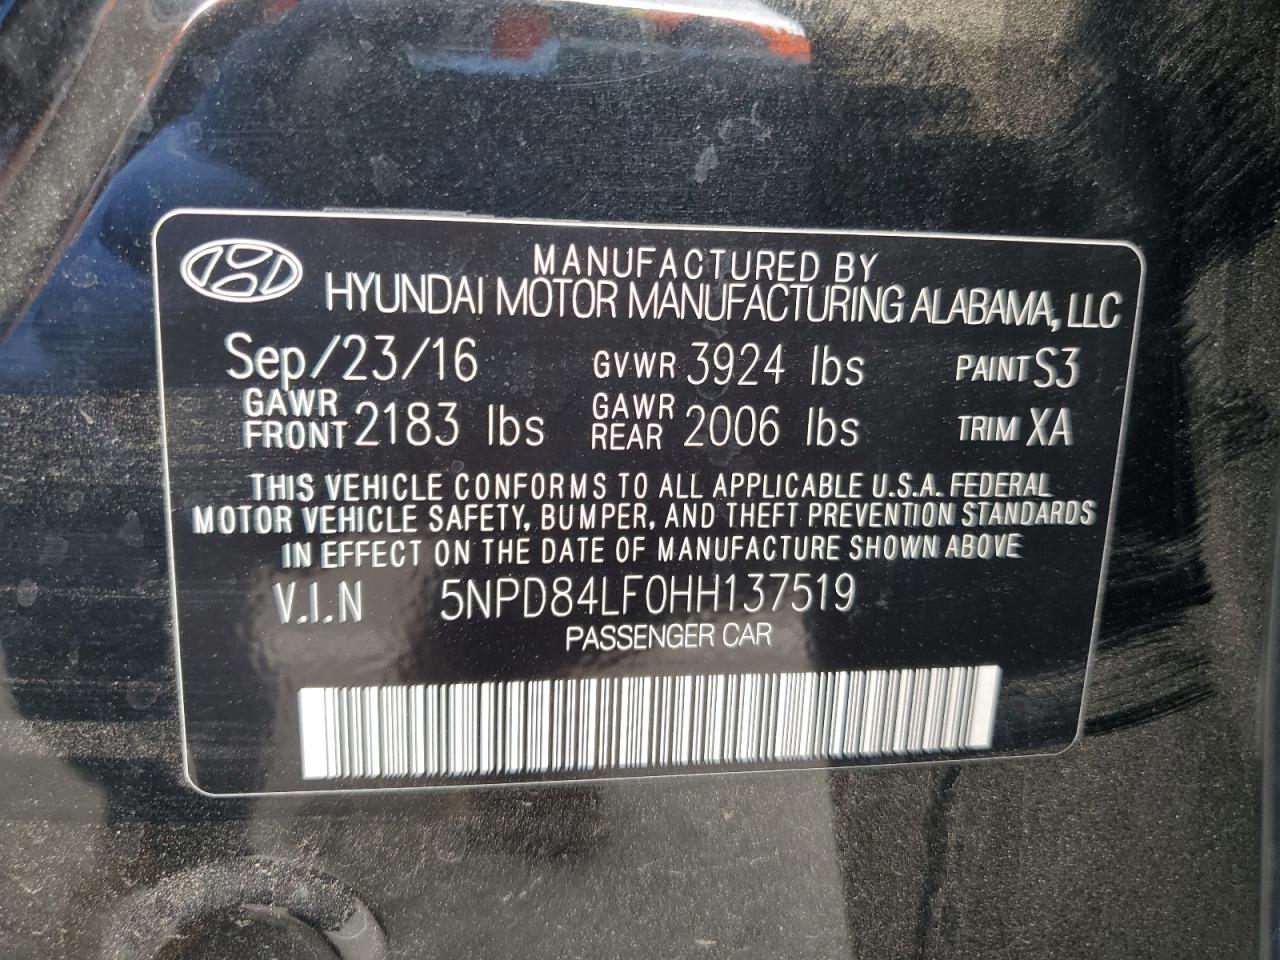 MANUFACTURED BY
HYUNDAI MOTOR MANUFACTURING ALABAMA, LLC
Sep/23/16 GVWR 3924 lbs PAINT S3
GAWR FRONT 2183 lbs GAWR REAR 2006 lbs TRIM XA
THIS VEHICLE CONFORMS TO ALL APPLICABLE U.S.A. FEDERAL
MOTOR VEHICLE SAFETY, BUMPER, AND THEFT PREVENTION STANDARDS
IN EFFECT ON THE DATE OF MANUFACTURE SHOWN ABOVE
V.I.N 5NPD84LF0HH137519
PASSENGER CAR